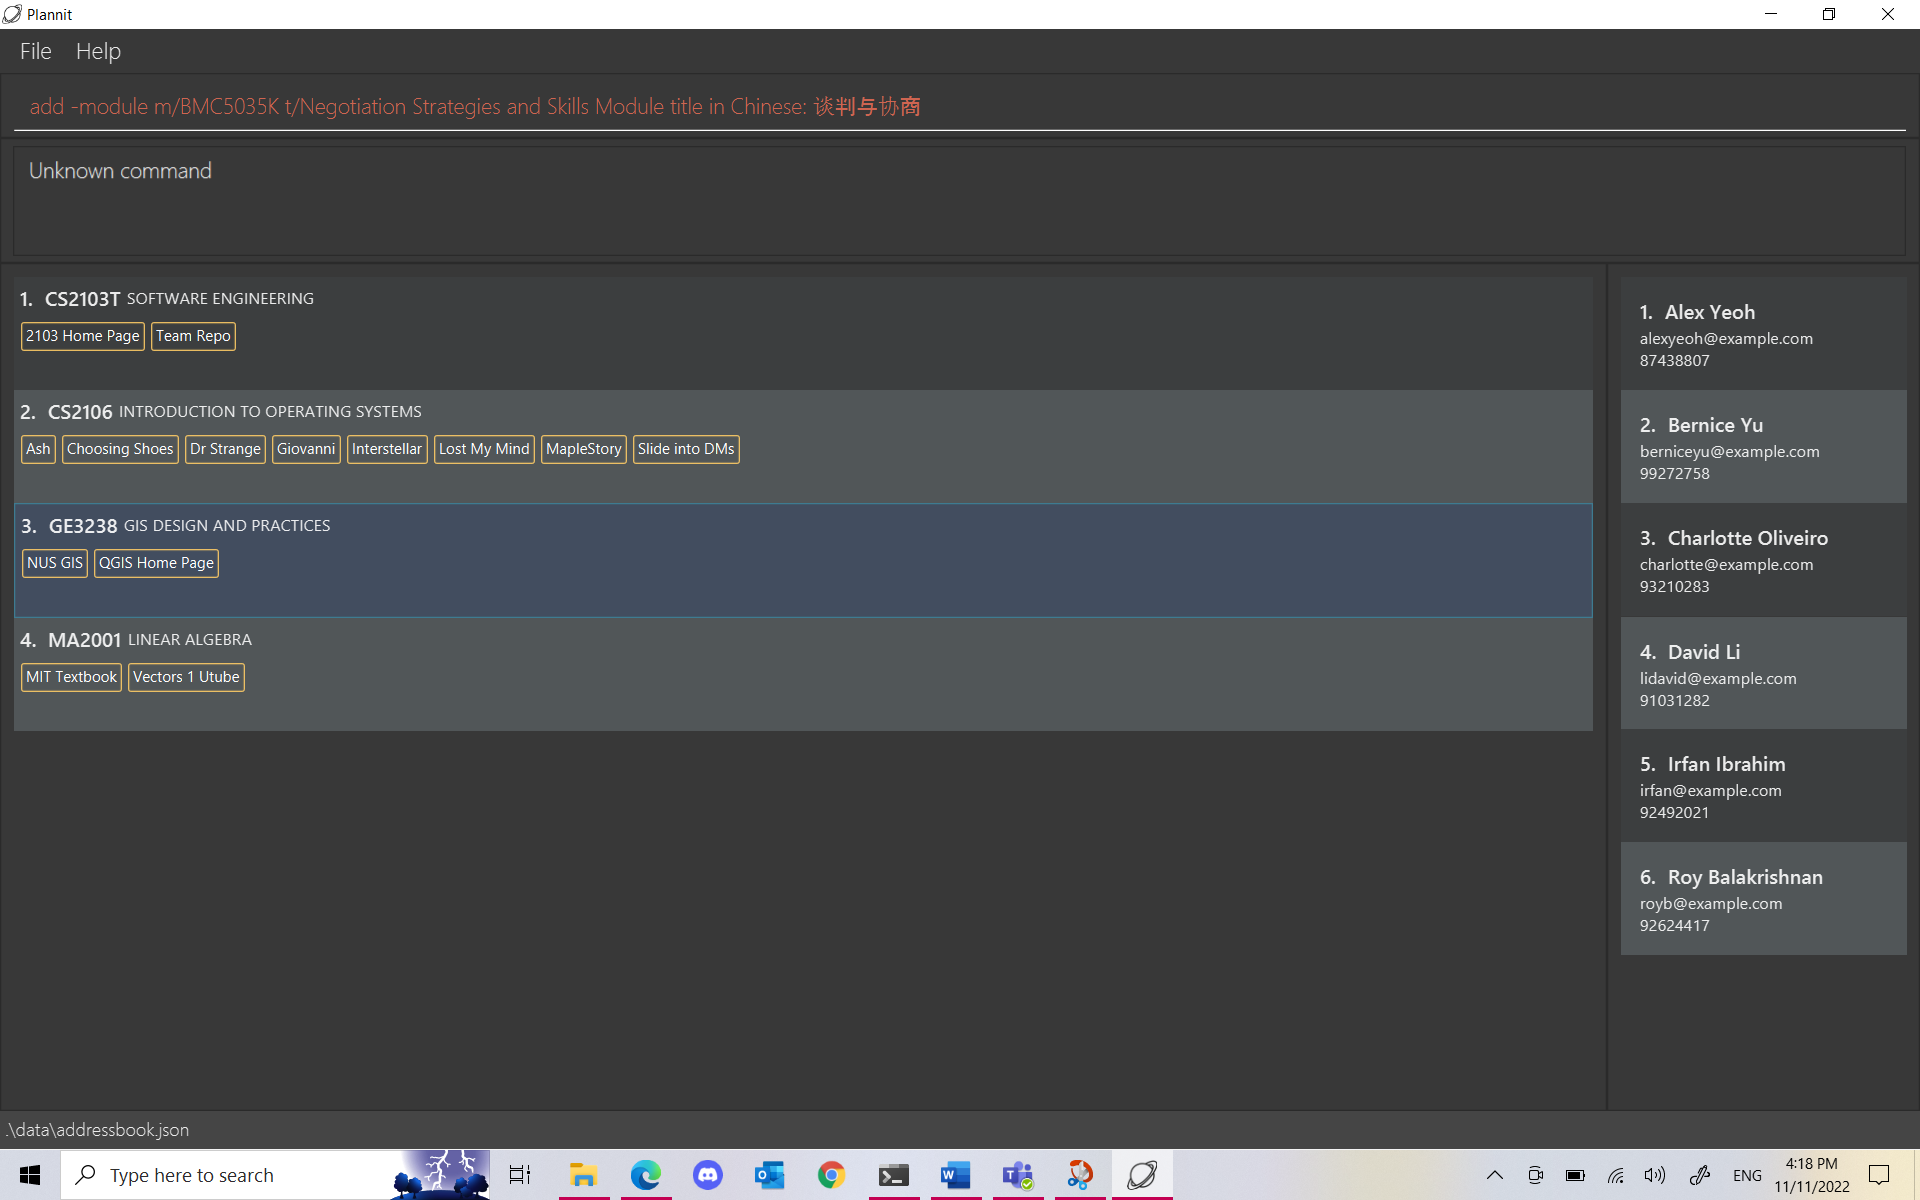 Plannit
File Help
add -module m/BMC5035K t/Negotiation Strategies and Skills Module title in Chinese: 谈判与协商
Unknown command
1. CS2103T SOFTWARE ENGINEERING
2103 Home Page Team Repo
2. CS2106 INTRODUCTION TO OPERATING SYSTEMS
Ash Choosing Shoes Dr Strange Giovanni Interstellar Lost My Mind MapleStory Slide into DMs
3. GE3238 GIS DESIGN AND PRACTICES
NUS GIS QGIS Home Page
4. MA2001 LINEAR ALGEBRA
MIT Textbook Vectors 1 Utube
1. Alex Yeoh
alexyeoh@example.com
87438807
2. Bernice Yu
berniceyu@example.com
99272758
3. Charlotte Oliveiro
charlotte@example.com
93210283
4. David Li
lidavid@example.com
91031282
5. Irfan Ibrahim
irfan@example.com
92492021
6. Roy Balakrishnan
royb@example.com
92624417
.\data\addressbook.json
Type here to search
ENG
4:18 PM
11/11/2022